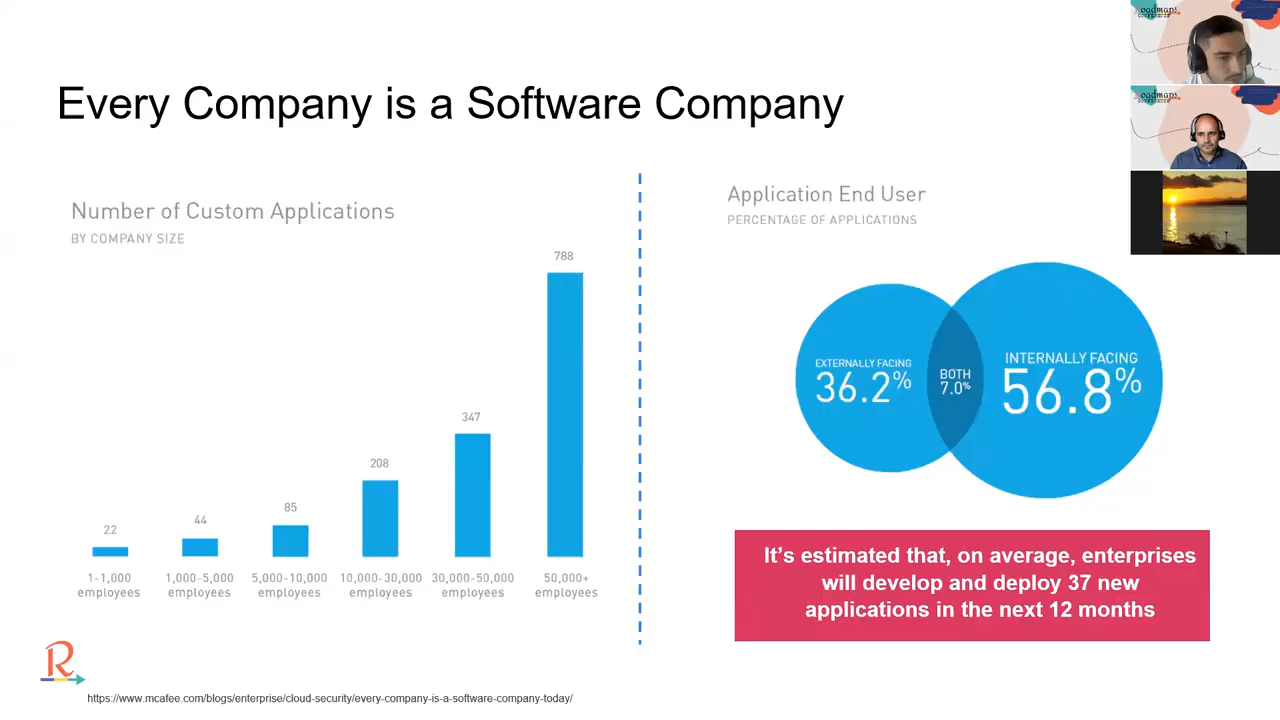 Every Company is a Software Company
Number of Custom Applications
BY COMPANY SIZE
22
44
85
208
347
788
1-1,000
employees
1,000-5,000
employees
5,000-10,000
employees
10,000-30,000
employees
30,000-50,000
employees
50,000+
employees
Application End User
PERCENTAGE OF APPLICATIONS
EXTERNALLY FACING
36.2%
BOTH
7.0%
INTERNALLY FACING
56.8%
It's estimated that, on average, enterprises
will develop and deploy 37 new
applications in the next 12 months
R
https://www.mcafee.com/blogs/enterprise/cloud-security/every-company-is-a-software-company-today/
Roadmaps
CONFERENCE